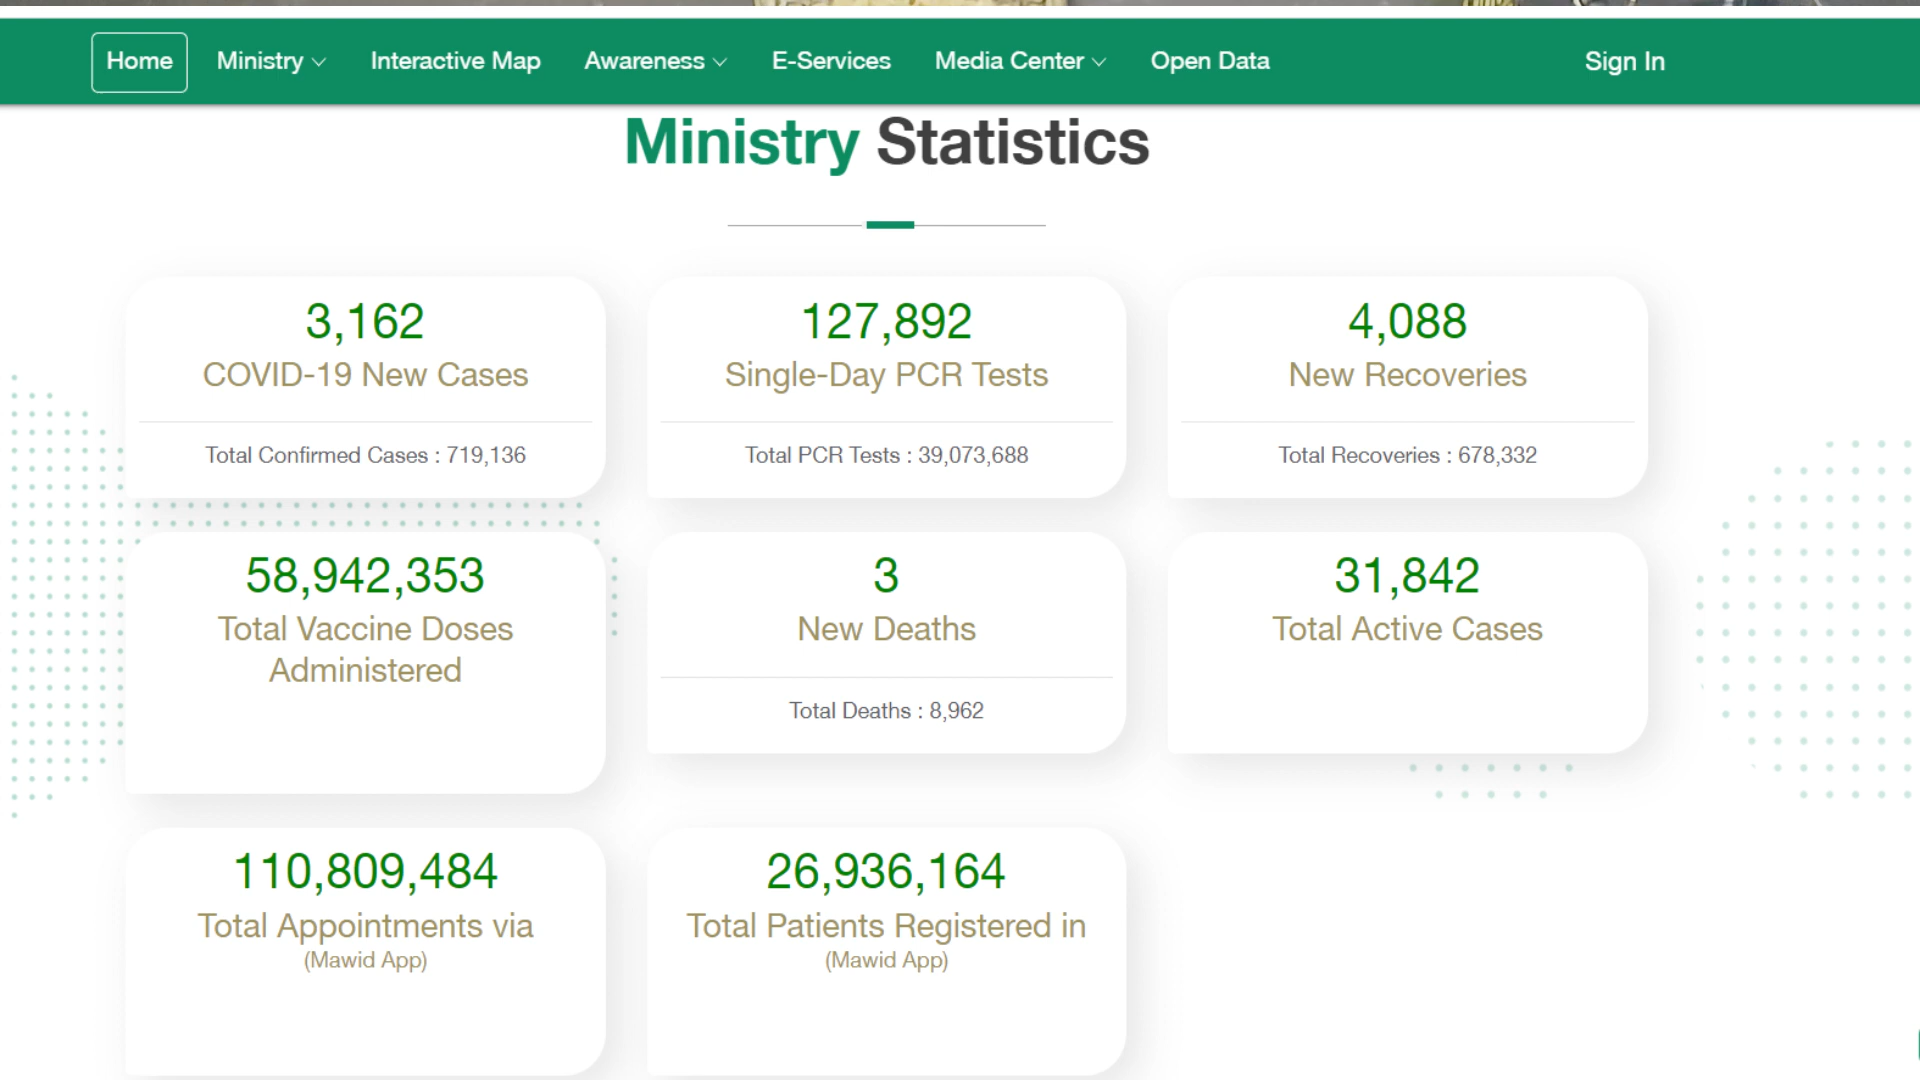 Home Ministry Interactive Map Awareness E-Services Media Center Open Data Sign In
Ministry Statistics
3,162
COVID-19 New Cases
Total Confirmed Cases : 719,136
127,892
Single-Day PCR Tests
Total PCR Tests : 39,073,688
4,088
New Recoveries
Total Recoveries : 678,332
58,942,353
Total Vaccine Doses
Administered
3
New Deaths
Total Deaths : 8,962
31,842
Total Active Cases
110,809,484
Total Appointments via
(Mawid App)
26,936,164
Total Patients Registered in
(Mawid App)